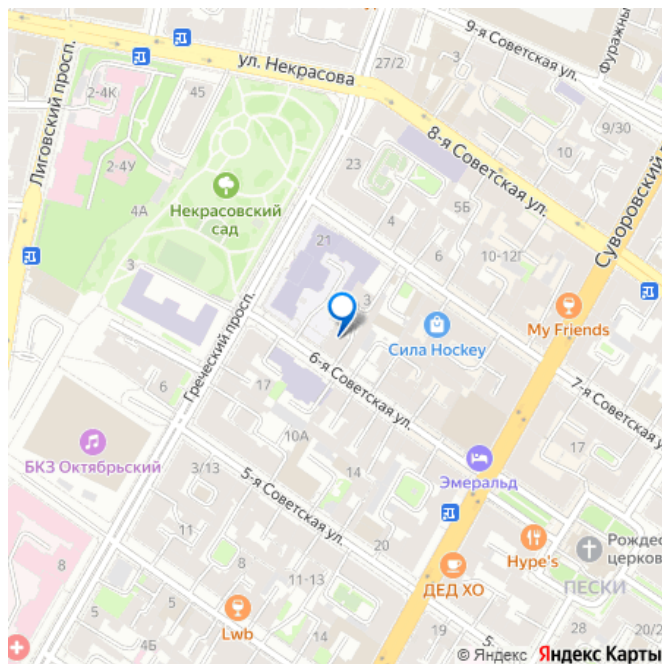 9-я Советская ул.
Фуражны
ул. Некрасова
27/2
3
Лиговский просп.
2-4К
45
9/30
8-я Советская ул.
10
2-4У
23
Суворовский
Некрасовский
сад
4А
4
5Б
21
6
10-12Г
3
3
My Friends
Сила Hockey
Греческий просп.
6-я Советская ул.
7-я Советская у
6
17
17
БКЗ Октябрьский
10А
3/13
14
Эмеральд
5-я Советская ул.
14
11
20
Hype's
Рождес
церков
8
11-13
ДЕД ХО
ПЕСКИ
Lwb
8
4Б
5
16
28
20/2
5-
© Яндекс Яндекс Карты